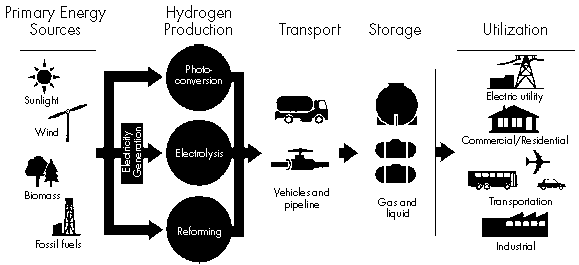 Primary Energy
Sources
Hydrogen
Production
Transport
Storage
Utilization
Sunlight
Wind
Biomass
Fossil fuels
Electricity
Generation
Photo-
conversion
Electrolysis
Reforming
Vehicles and
pipeline
Gas and
liquid
Electric utility
Commercial/Residential
Transportation
Industrial